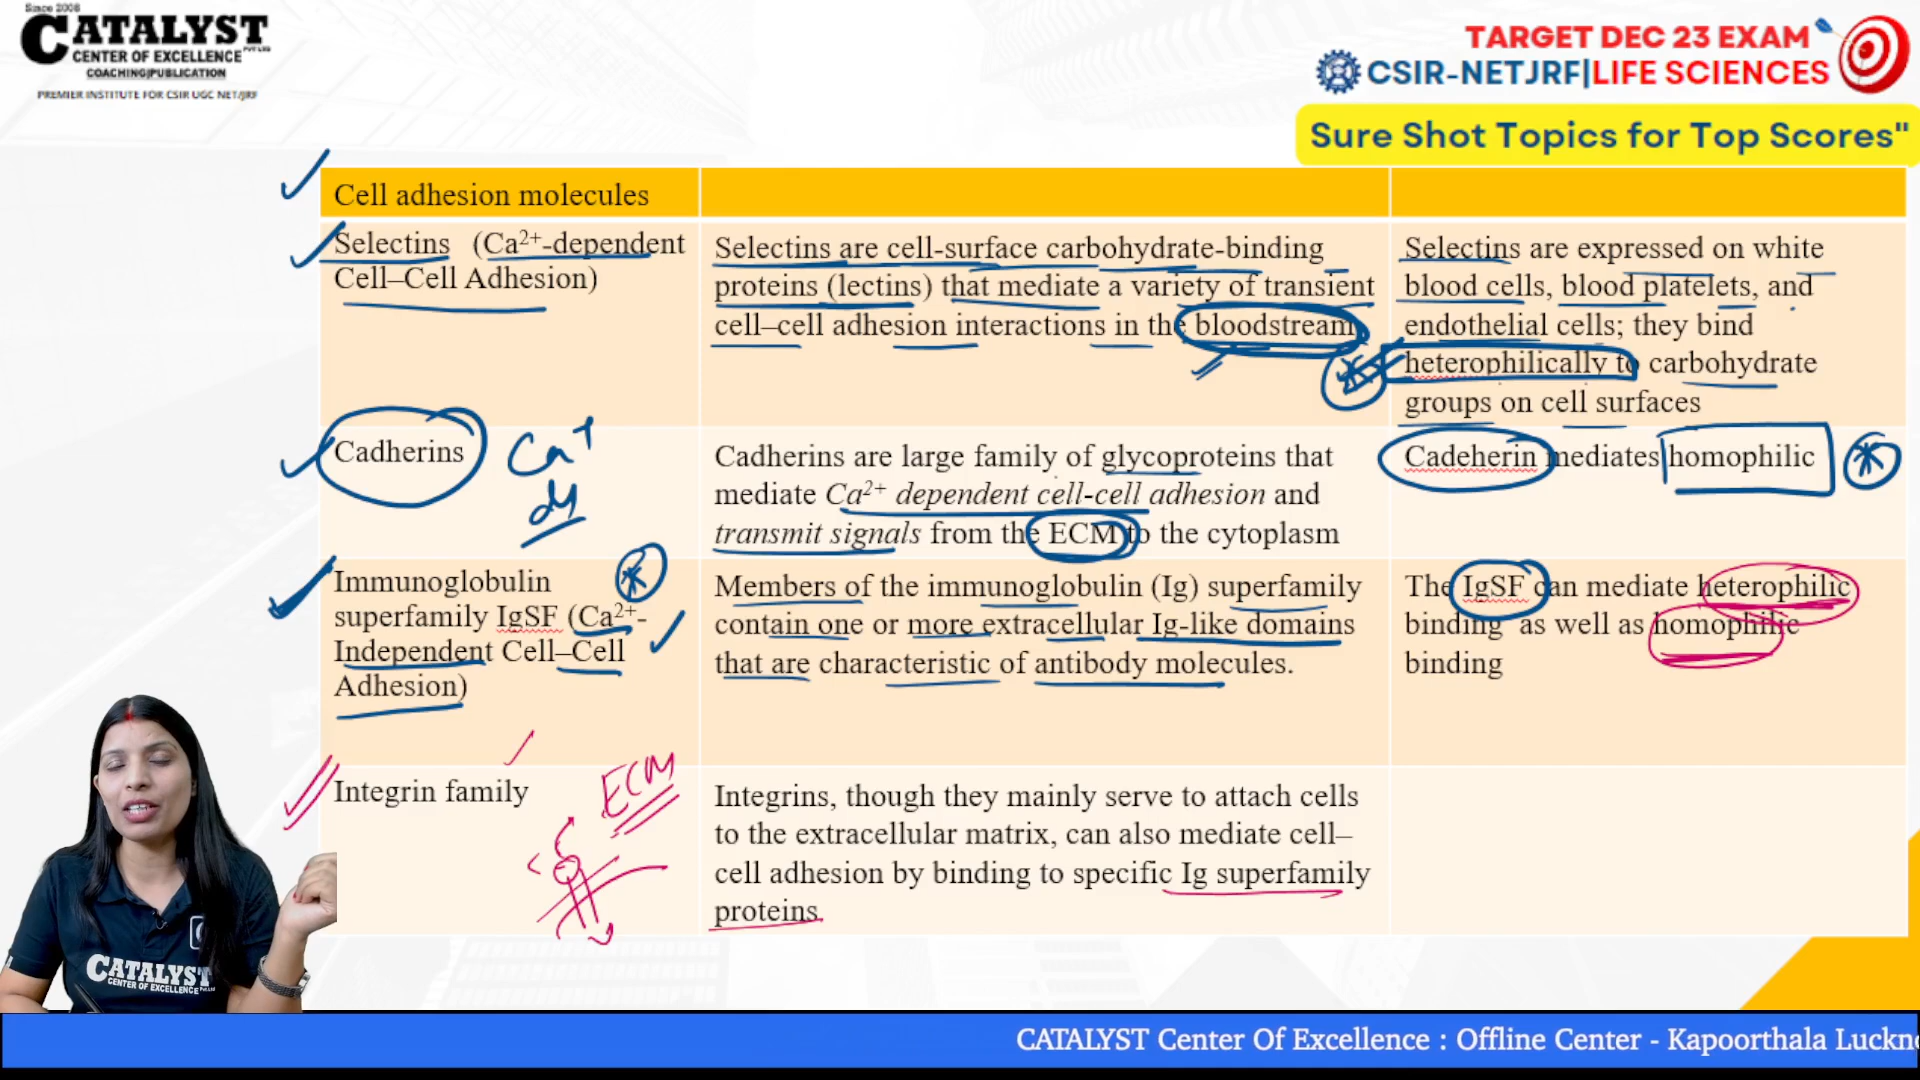 Since 2008
CATALYST
CENTER OF EXCELLENCE PVT LTD
COACHING|PUBLICATION
PREMIER INSTITUTE FOR CSIR UGC NET/JRF
TARGET DEC 23 EXAM
CSIR-NETJRF|LIFE SCIENCES
Sure Shot Topics for Top Scores"
Cell adhesion molecules
Selectins (Ca²⁺-dependent
Cell–Cell Adhesion)
Selectins are cell-surface carbohydrate-binding
proteins (lectins) that mediate a variety of transient
cell–cell adhesion interactions in the bloodstream
Selectins are expressed on white
blood cells, blood platelets, and
endothelial cells; they bind
heterophilically to carbohydrate
groups on cell surfaces
Cadherins
Ca⁺
Cadherins are large family of glycoproteins that
mediate Ca²⁺ dependent cell-cell adhesion and
transmit signals from the ECM to the cytoplasm
Cadeherin mediates homophilic
Immunoglobulin
superfamily IgSF (Ca²⁺-
Independent Cell–Cell
Adhesion)
Members of the immunoglobulin (Ig) superfamily
contain one or more extracellular Ig-like domains
that are characteristic of antibody molecules.
The IgSF can mediate heterophilic
binding as well as homophilic
binding
Integrin family
ECM
Integrins, though they mainly serve to attach cells
to the extracellular matrix, can also mediate cell–
cell adhesion by binding to specific Ig superfamily
proteins.
CATALYST
CENTER OF EXCELLENCE
CATALYST Center Of Excellence : Offline Center - Kapoorthala Luckn